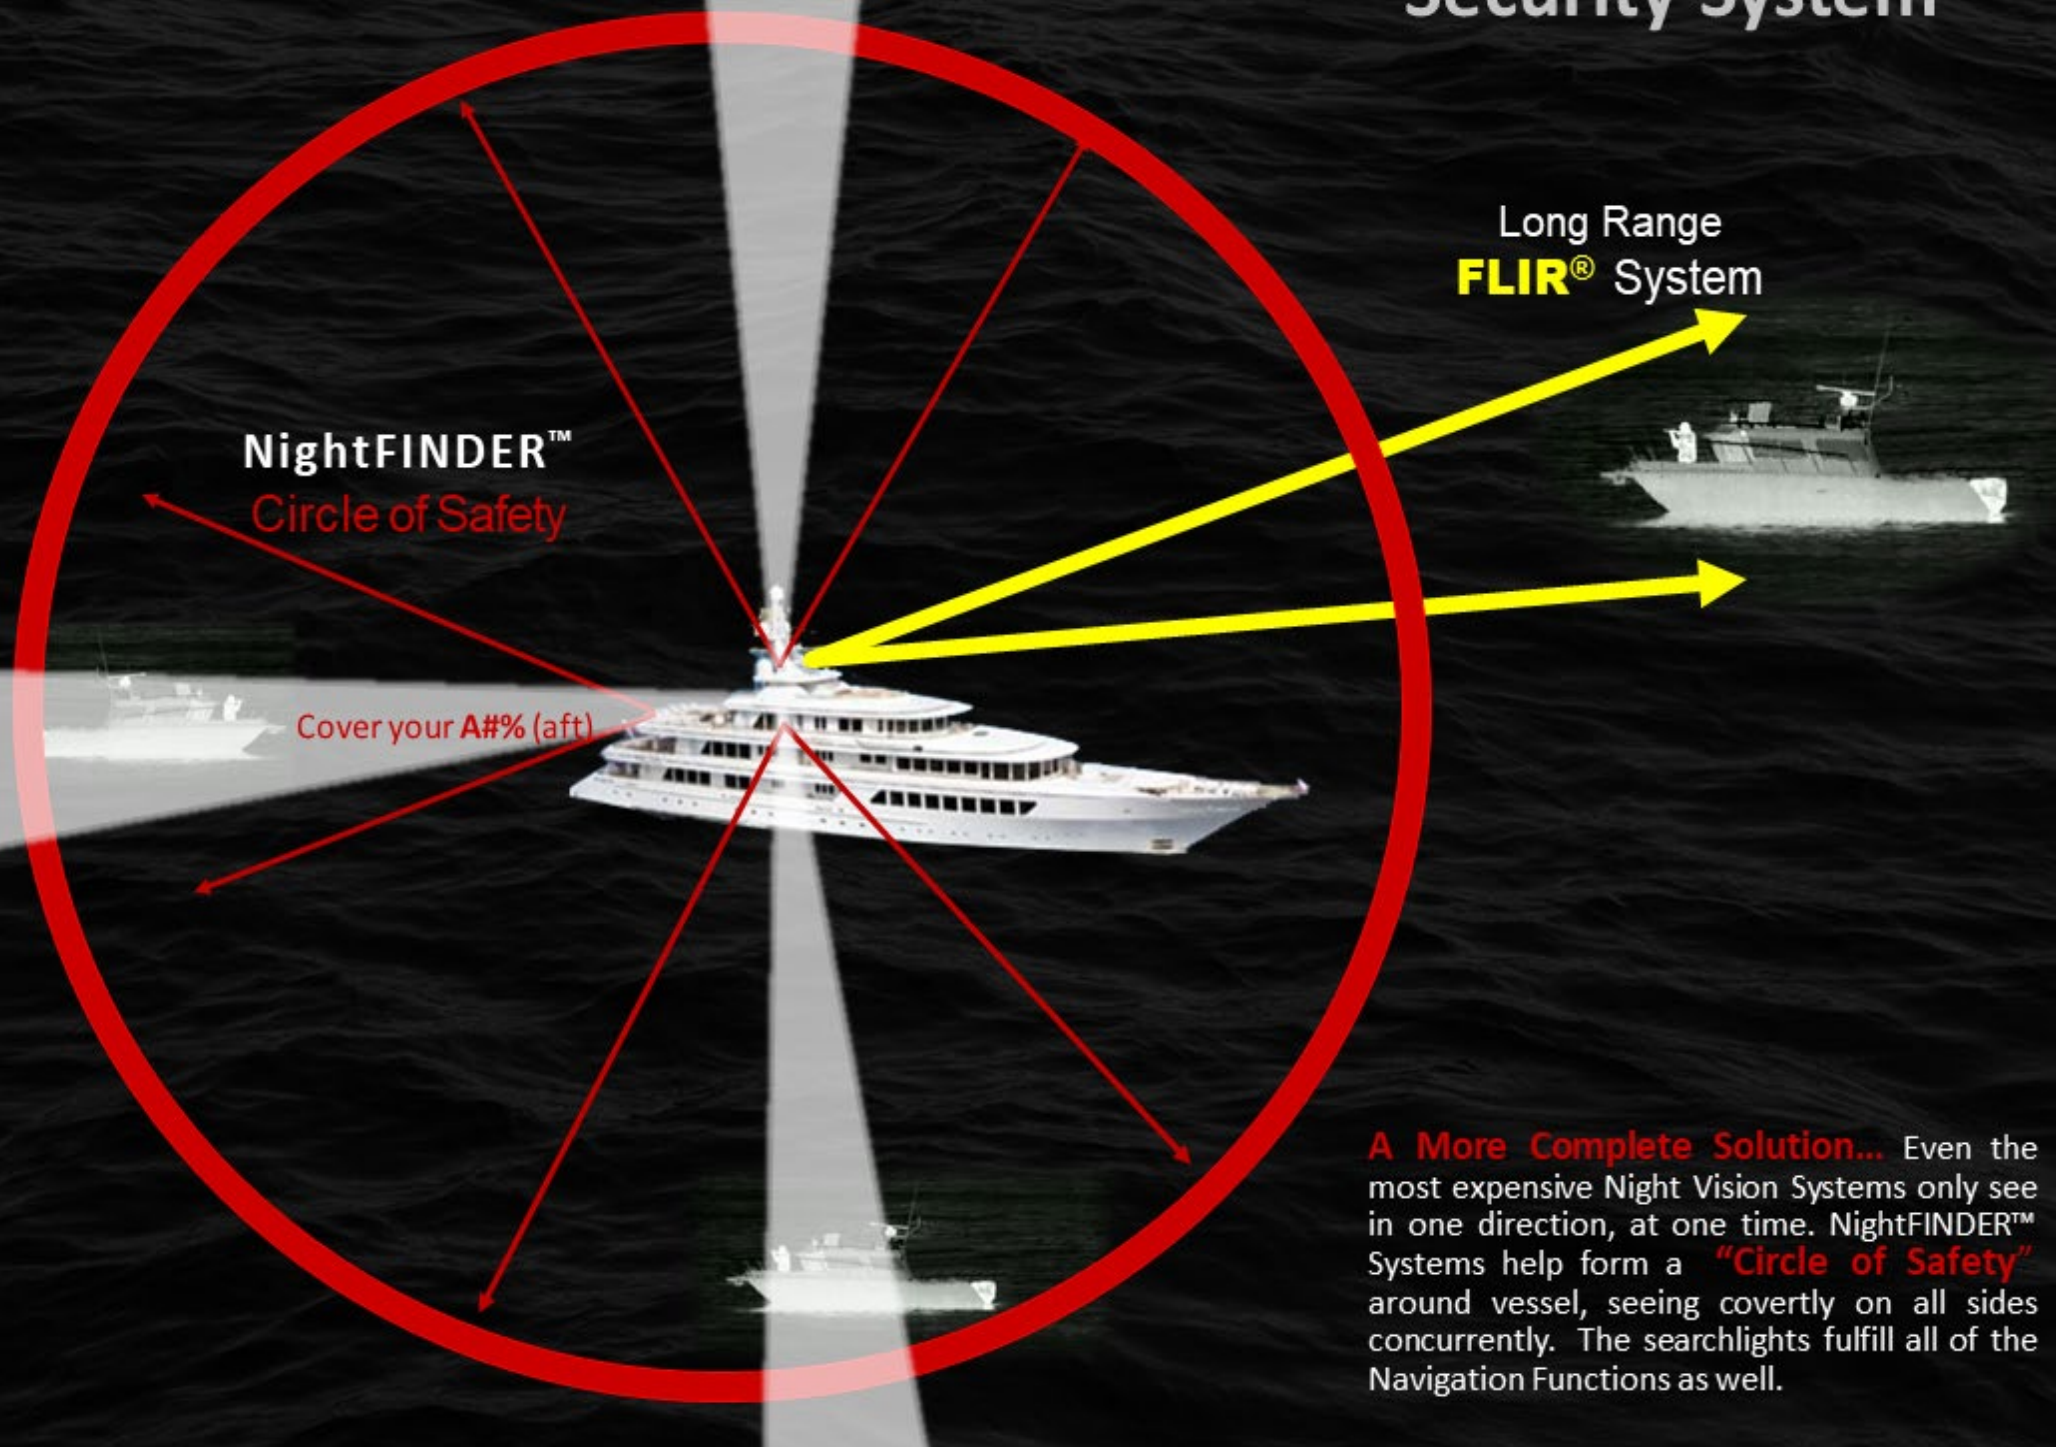 Security System
Long Range
FLIR® System
NightFINDER™
Circle of Safety
Cover your A#% (aft)
A More Complete Solution... Even the
most expensive Night Vision Systems only see
in one direction, at one time. NightFINDER™
Systems help form a “Circle of Safety”
around vessel, seeing covertly on all sides
concurrently. The searchlights fulfill all of the
Navigation Functions as well.